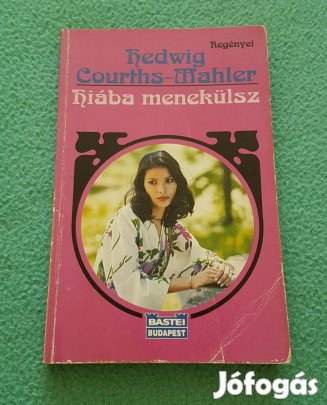 Regényei
Hedwig
Courths-Mahler
Hiába menekülsz
BASTEI
BUDAPEST
Jófogás